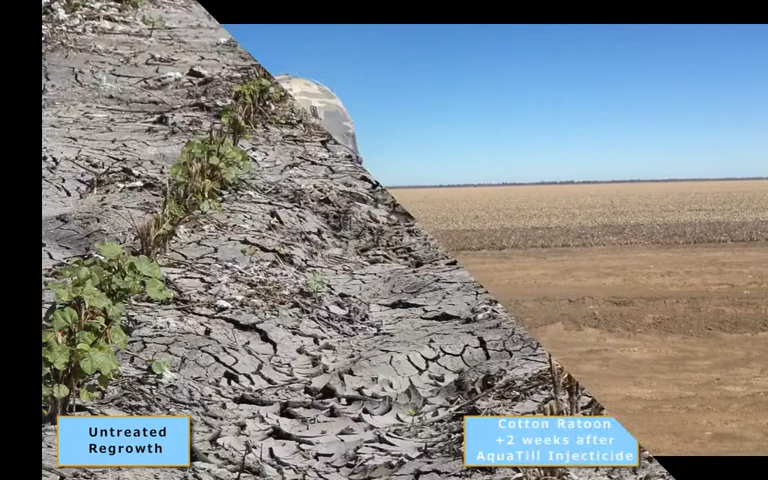 Untreated
Regrowth
Cotton Ratoon
+2 weeks after
AquaTill Injecticide